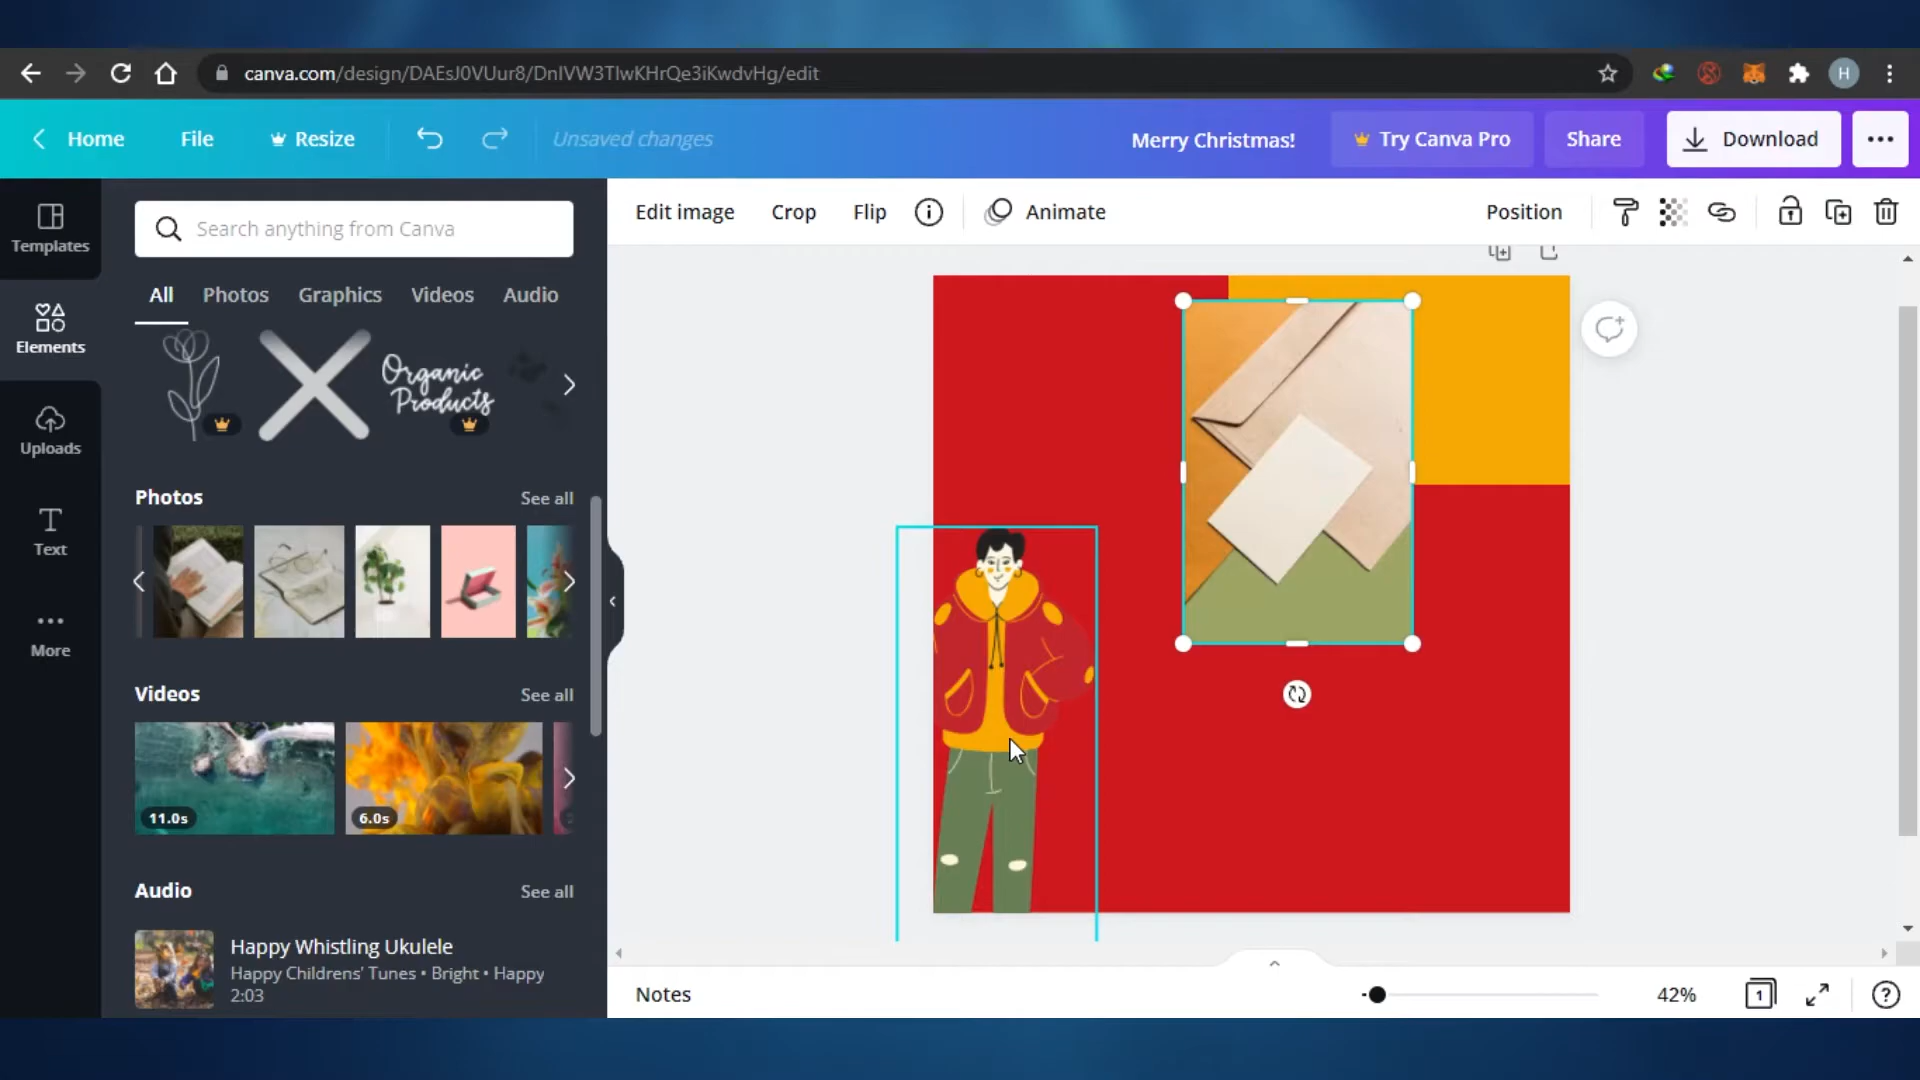 canva.com/design/DAEsJ0VUur8/DnIVW3TlwKHrQe3iKwdvHg/edit
H
Home File Resize Unsaved changes Merry Christmas! Try Canva Pro Share Download
Edit image Crop Flip Animate Position
Search anything from Canva
Templates
All Photos Graphics Videos Audio
Elements
Organic
Products
Uploads
Photos See all
Text
More
Videos See all
11.0s 6.0s
Audio See all
Happy Whistling Ukulele
Happy Childrens' Tunes • Bright • Happy
2:03
Notes 42% 1